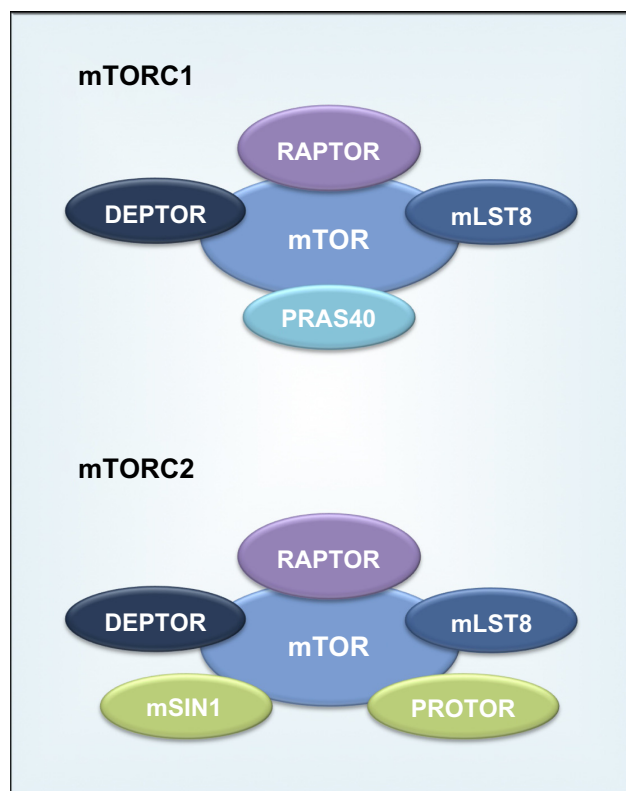 mTORC1
RAPTOR
DEPTOR
mLST8
mTOR
PRAS40
mTORC2
RAPTOR
DEPTOR
mLST8
mTOR
mSIN1
PROTOR